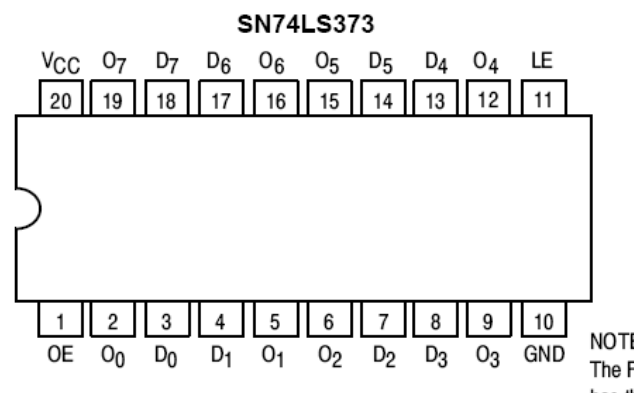 SN74LS373
VCC O7 D7 D6 O6 O5 D5 D4 O4 LE
20 19 18 17 16 15 14 13 12 11
1 2 3 4 5 6 7 8 9 10
OE O0 D0 D1 O1 O2 D2 D3 O3 GND
NOTE
The